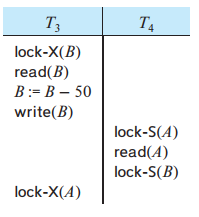 T3 T4
lock-X(B)
read(B)
B := B − 50
write(B)
lock-S(A)
read(A)
lock-S(B)
lock-X(A)